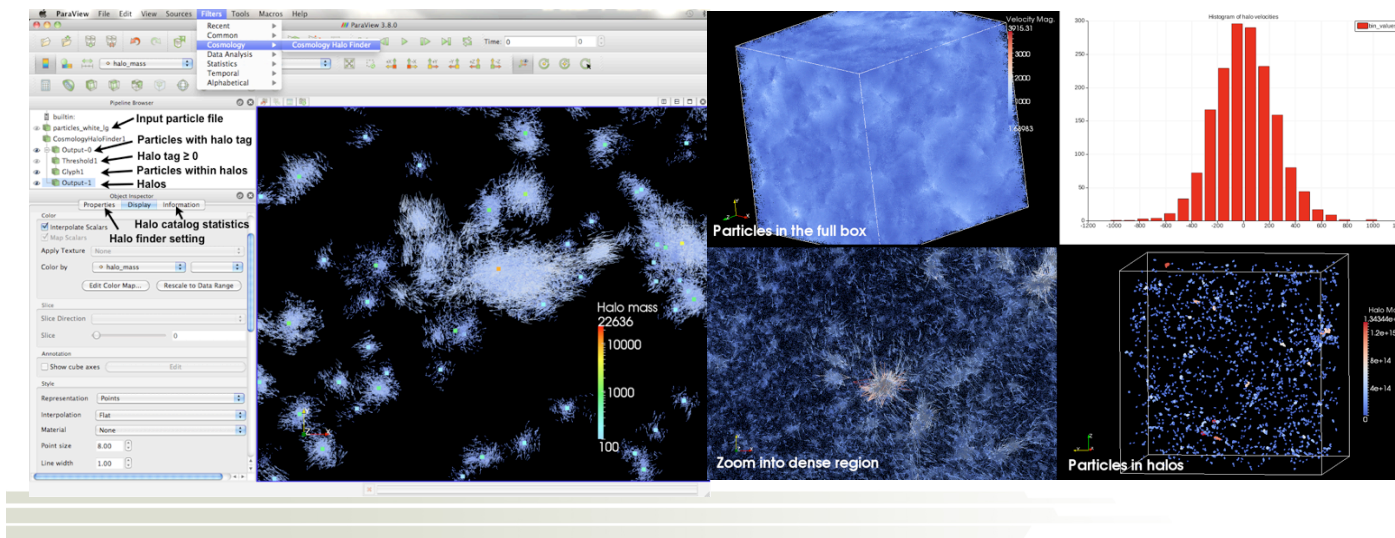 ParaView File Edit View Sources Filters Tools Macros Help
ParaView 3.8.0
Recent
Common
Cosmology
Cosmology Halo Finder
Data Analysis
Statistics
Temporal
Alphabetical
Time: 0
0
halo_mass
Pipeline Browser
builtin:
particles_white_lg
Input particle file
CosmologyHaloFinder1
Particles with halo tag
Output-0
Threshold1
Halo tag ≥ 0
Glyph1
Particles within halos
Output-1
Halos
Object Inspector
Properties Display Information
Color
Interpolate Scalars
Halo catalog statistics
Map Scalars
Halo finder setting
Apply Texture None
Color by halo_mass
Edit Color Map... Rescale to Data Range
Slice
Slice Direction
Slice 0
Annotation
Show cube axes Edit
Style
Representation Points
Interpolation Flat
Material None
Point size 8.00
Line width 1.00
Halo mass
22636
10000
1000
100
Velocity Mag.
3915.31
3000
2000
1000
Particles in the full box
Histogram of halo velocities
bin_values
300
250
200
150
100
50
0
-1200 -1000 -800 -600 -400 -200 0 200 400 600 800 1000
Zoom into dense region
Halo Ma
1.34344e+
1.2e+15
8e+14
4e+14
0
Particles in halos